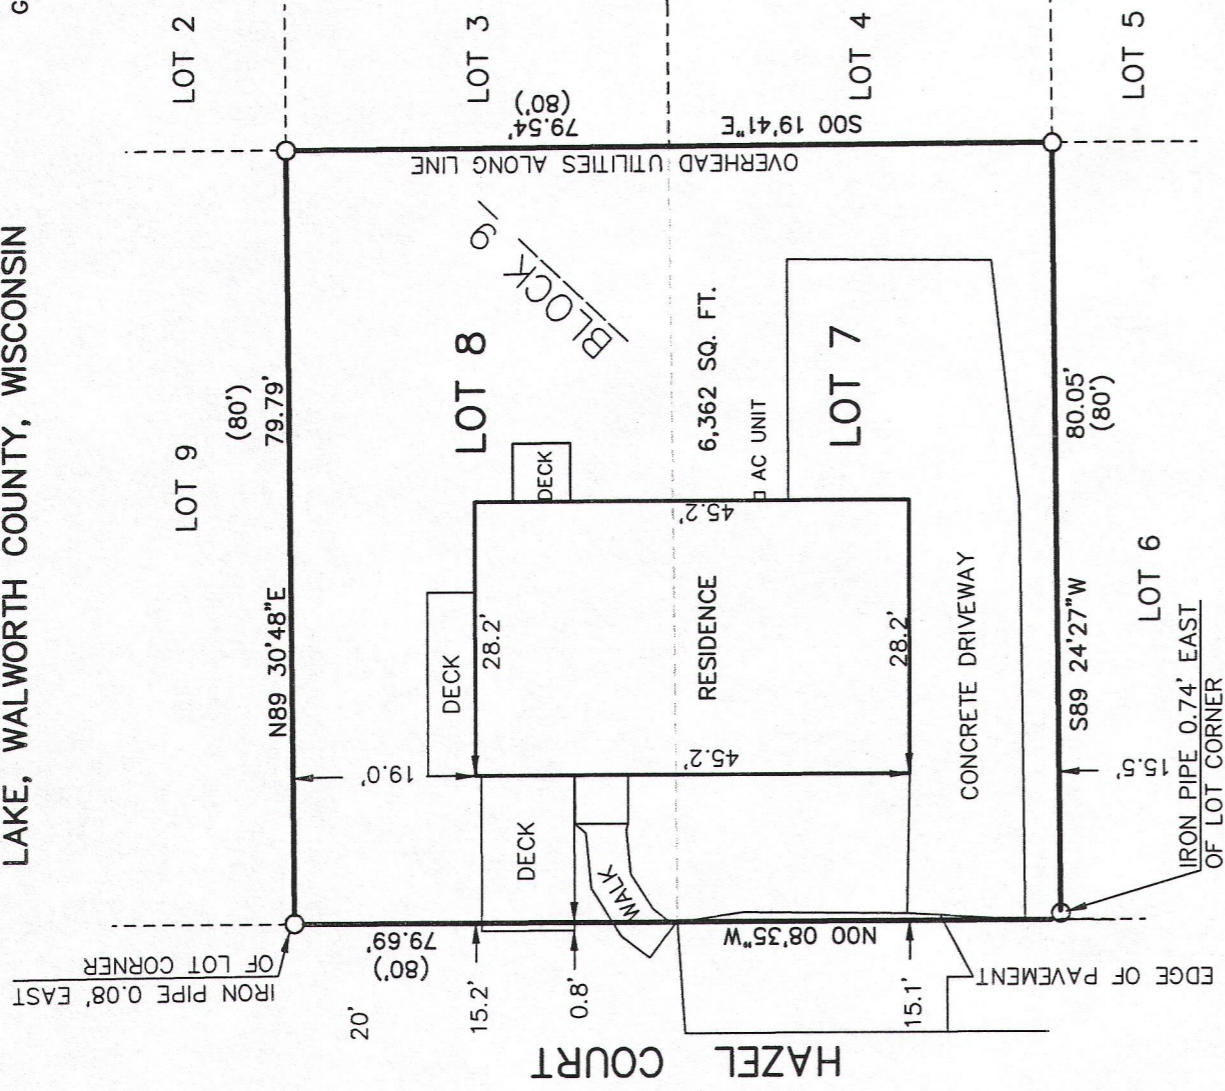 G
LAKE, WALWORTH COUNTY, WISCONSIN
LOT 2
LOT 3
LOT 4
LOT 5
LOT 9
(80')
79.79'
N89 30'48"E
79.54'
(80')
S00 19'41"E
OVERHEAD UTILITIES ALONG LINE
BLOCK 9
LOT 8
6,362 SQ. FT.
AC UNIT
LOT 7
DECK
45.2'
DECK
28.2'
RESIDENCE
28.2'
45.2'
19.0'
DECK
WALK
CONCRETE DRIVEWAY
80.05'
(80')
S89 24'27"W
LOT 6
15.5'
IRON PIPE 0.74' EAST
OF LOT CORNER
IRON PIPE 0.08' EAST
OF LOT CORNER
79.69'
(80')
N00 08'35"W
20'
15.2'
0.8'
15.1'
EDGE OF PAVEMENT
HAZEL COURT